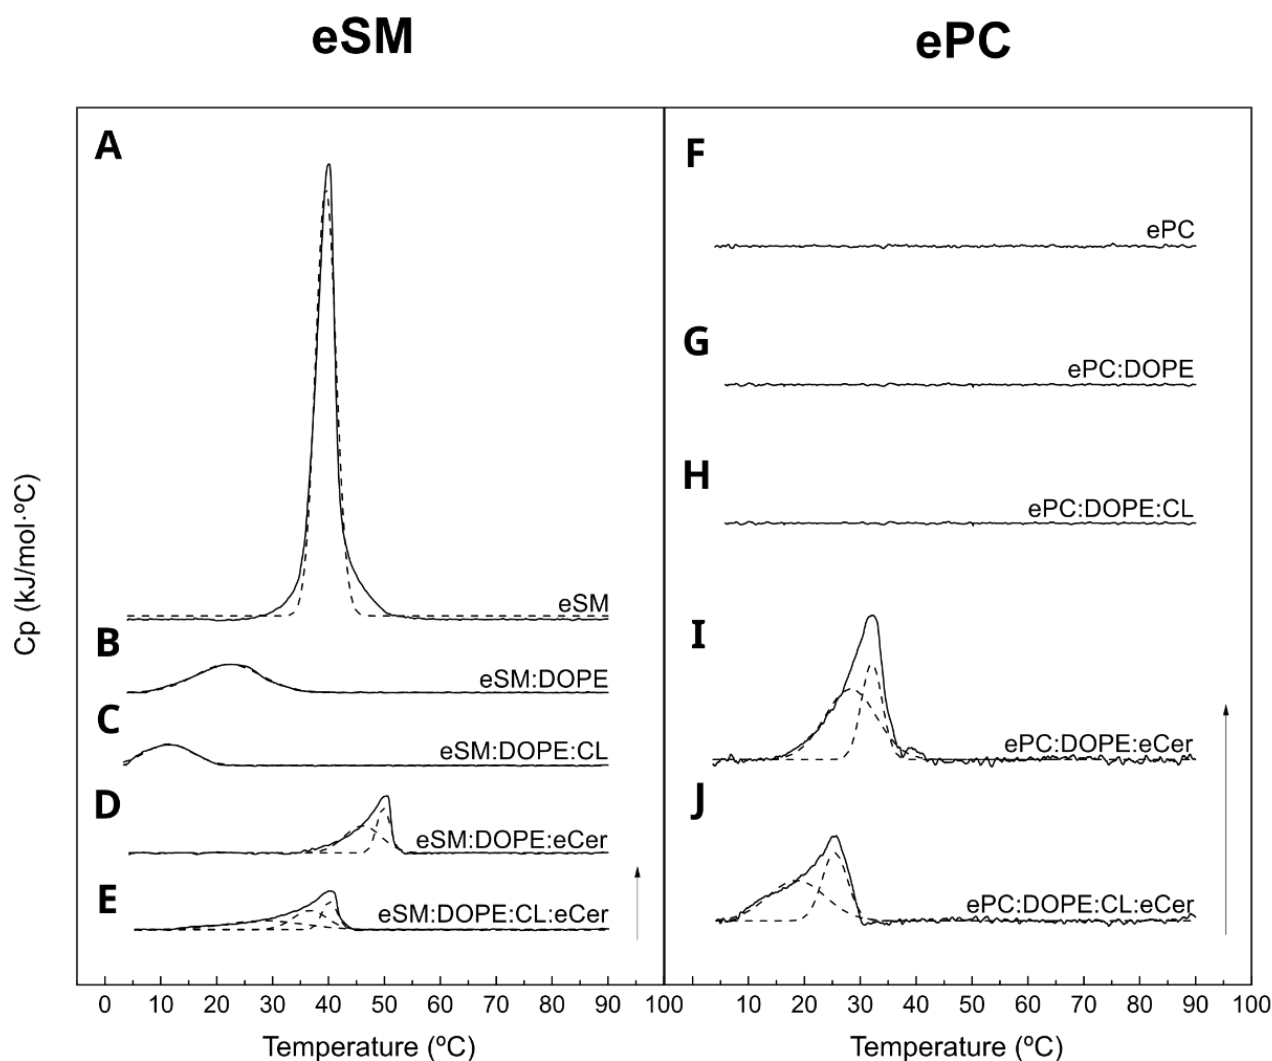 eSM
ePC
A
eSM
B
eSM:DOPE
C
eSM:DOPE:CL
D
eSM:DOPE:eCer
E
eSM:DOPE:CL:eCer
F
ePC
G
ePC:DOPE
H
ePC:DOPE:CL
I
ePC:DOPE:eCer
J
ePC:DOPE:CL:eCer
Cp (kJ/mol·ºC)
0 10 20 30 40 50 60 70 80 90 100
10 20 30 40 50 60 70 80 90 100
Temperature (ºC)
Temperature (ºC)